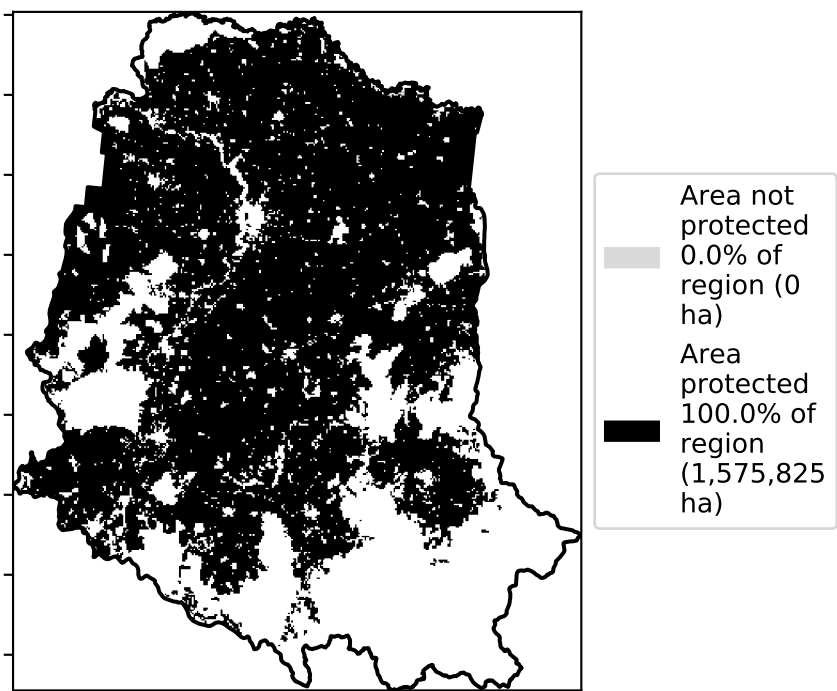 Area not
protected
0.0% of
region (0
ha)
Area
protected
100.0% of
region
(1,575,825
ha)